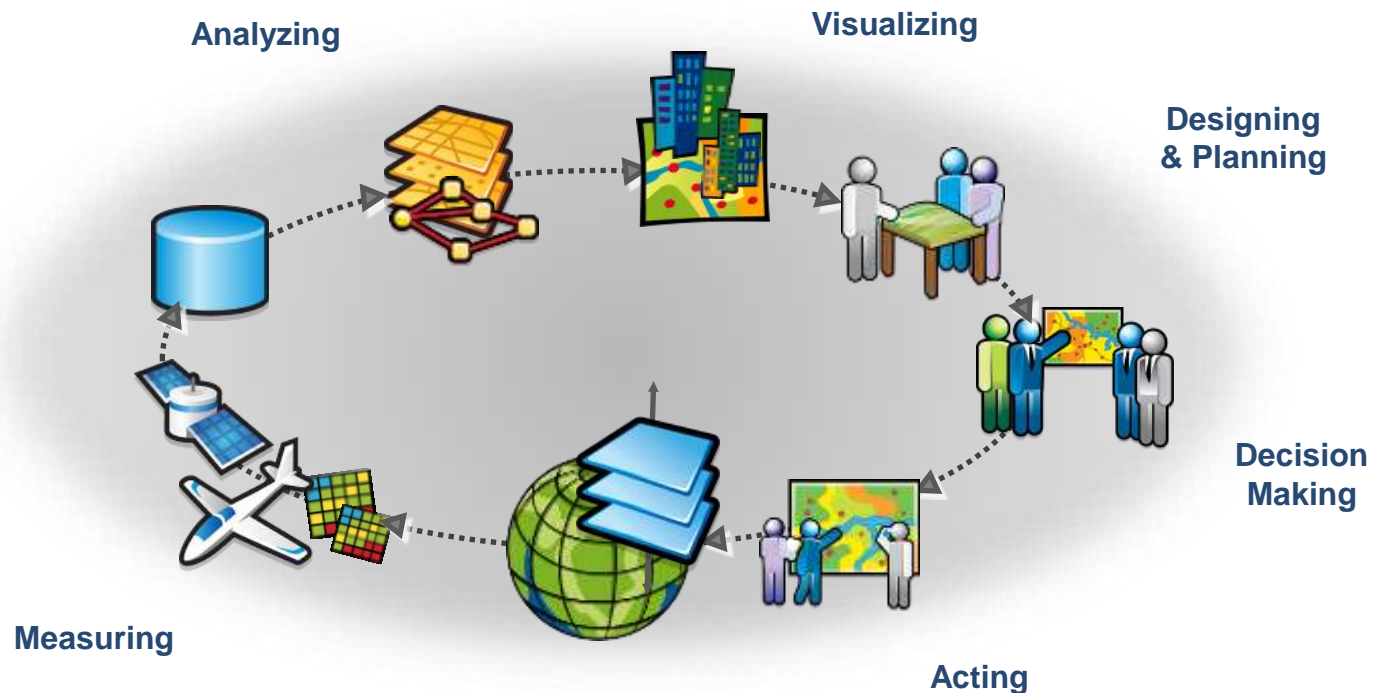 Analyzing
Visualizing
Designing
& Planning
Decision
Making
Measuring
Acting